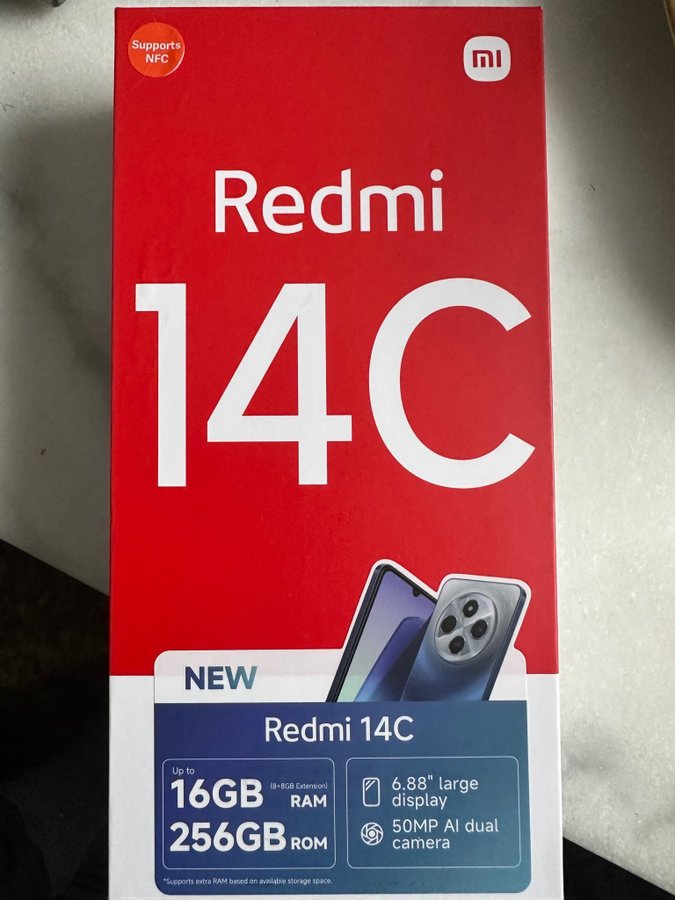 Supports
NFC
mi
Redmi
14C
NEW
Redmi 14C
Up to
16GB (8+8GB Extension) RAM
256GB ROM
6.88" large
display
50MP AI dual
camera
*Supports extra RAM based on available storage space.